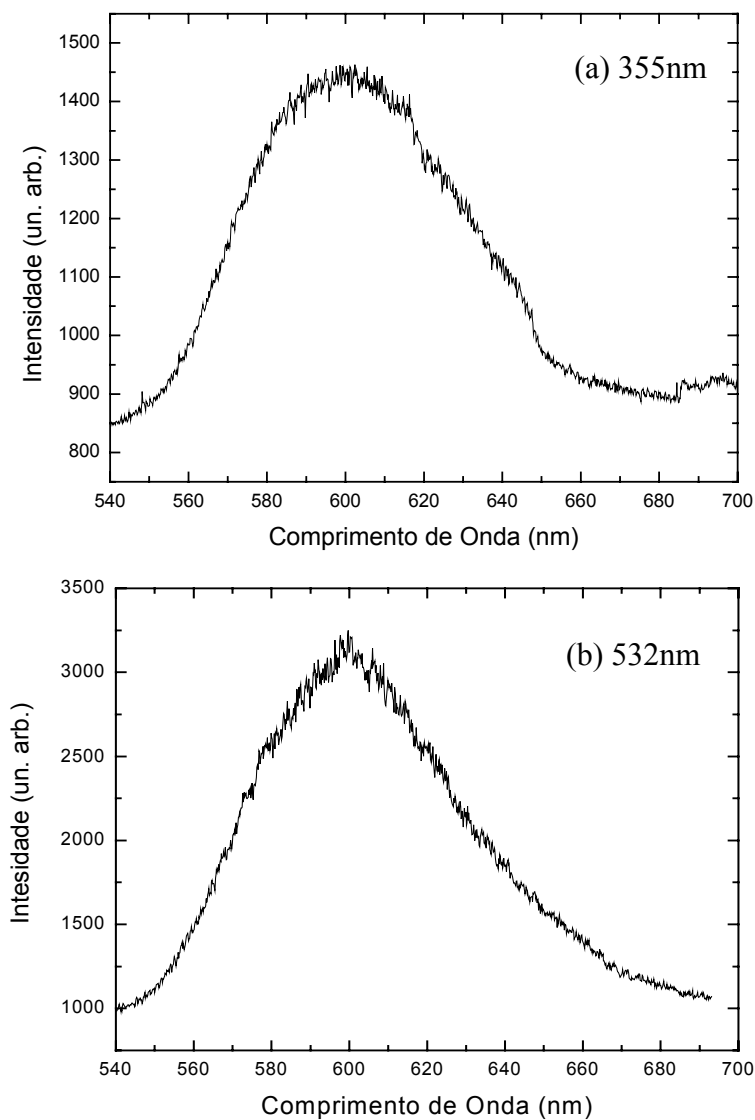 (a) 355nm
Intensidade (un. arb.)
1500
1400
1300
1200
1100
1000
900
800
540 560 580 600 620 640 660 680 700
Comprimento de Onda (nm)
(b) 532nm
Intesidade (un. arb.)
3500
3000
2500
2000
1500
1000
540 560 580 600 620 640 660 680 700
Comprimento de Onda (nm)